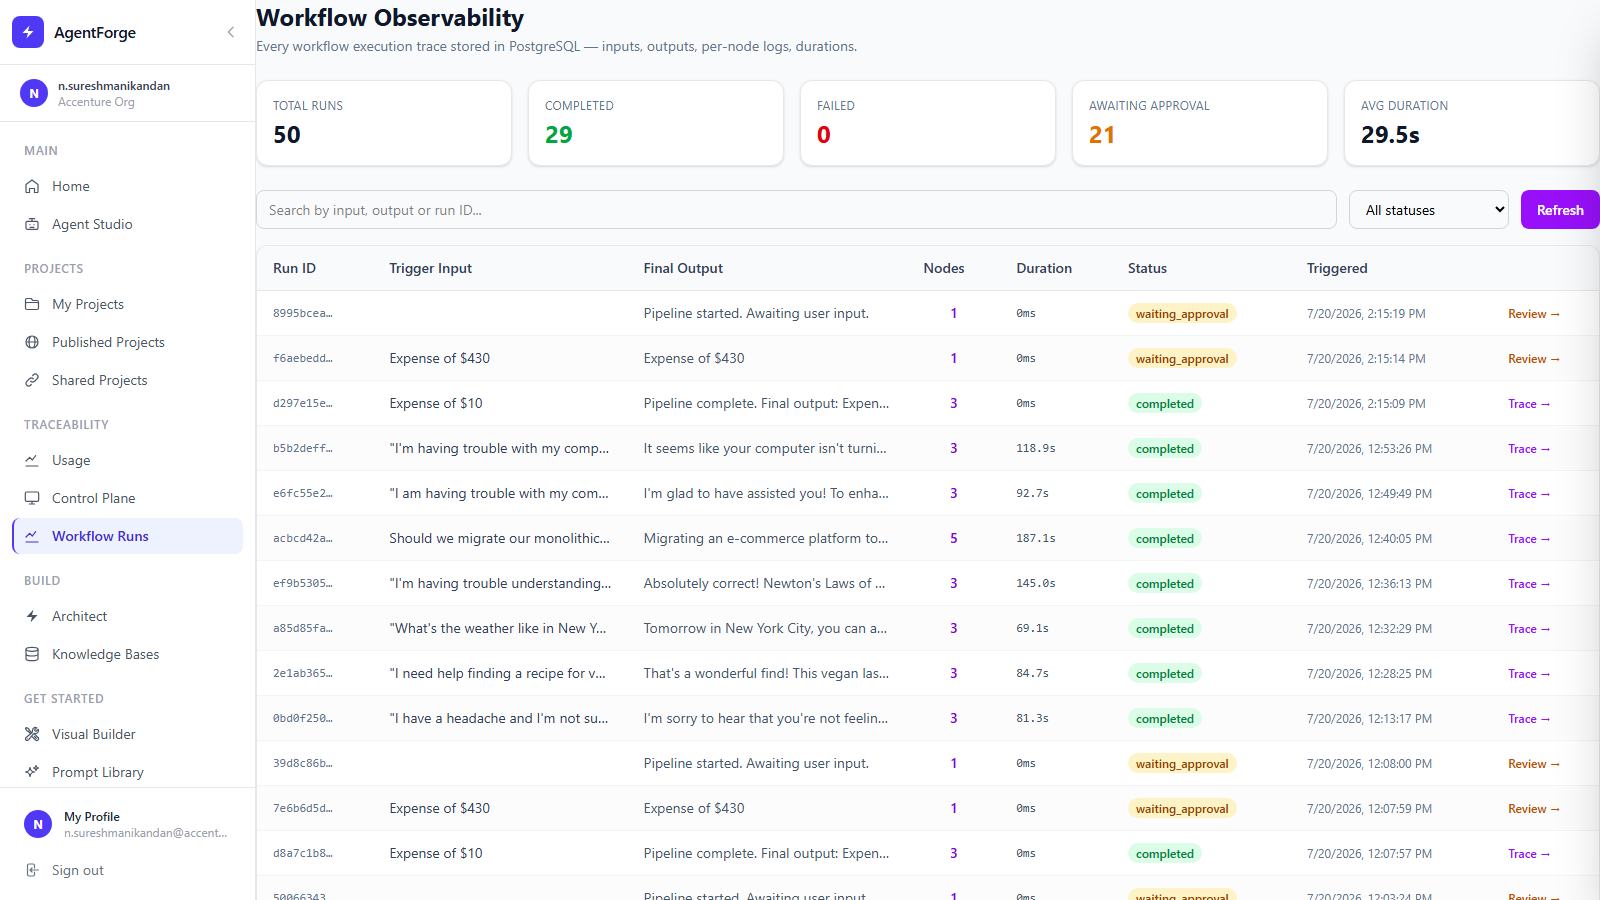 AgentForge
N
n.sureshmanikandan
Accenture Org
MAIN
Home
Agent Studio
PROJECTS
My Projects
Published Projects
Shared Projects
TRACEABILITY
Usage
Control Plane
Workflow Runs
BUILD
Architect
Knowledge Bases
GET STARTED
Visual Builder
Prompt Library
N
My Profile
n.sureshmanikandan@accent...
Sign out
Workflow Observability
Every workflow execution trace stored in PostgreSQL — inputs, outputs, per-node logs, durations.
TOTAL RUNS
50
COMPLETED
29
FAILED
0
AWAITING APPROVAL
21
AVG DURATION
29.5s
Search by input, output or run ID...
All statuses
Refresh
Run ID Trigger Input Final Output Nodes Duration Status Triggered
8995bcea… Pipeline started. Awaiting user input. 1 0ms waiting_approval 7/20/2026, 2:15:19 PM Review →
f6aebedd… Expense of $430 Expense of $430 1 0ms waiting_approval 7/20/2026, 2:15:14 PM Review →
d297e15e… Expense of $10 Pipeline complete. Final output: Expen... 3 0ms completed 7/20/2026, 2:15:09 PM Trace →
b5b2deff… "I'm having trouble with my comp... It seems like your computer isn't turni... 3 118.9s completed 7/20/2026, 12:53:26 PM Trace →
e6fc55e2… "I am having trouble with my com... I'm glad to have assisted you! To enha... 3 92.7s completed 7/20/2026, 12:49:49 PM Trace →
acbcd42a… Should we migrate our monolithic... Migrating an e-commerce platform to... 5 187.1s completed 7/20/2026, 12:40:05 PM Trace →
ef9b5305… "I'm having trouble understanding... Absolutely correct! Newton's Laws of ... 3 145.0s completed 7/20/2026, 12:36:13 PM Trace →
a85d85fa… "What's the weather like in New Y... Tomorrow in New York City, you can a... 3 69.1s completed 7/20/2026, 12:32:29 PM Trace →
2e1ab365… "I need help finding a recipe for v... That's a wonderful find! This vegan las... 3 84.7s completed 7/20/2026, 12:28:25 PM Trace →
0bd0f250… "I have a headache and I'm not su... I'm sorry to hear that you're not feelin... 3 81.3s completed 7/20/2026, 12:13:17 PM Trace →
39d8c86b… Pipeline started. Awaiting user input. 1 0ms waiting_approval 7/20/2026, 12:08:00 PM Review →
7e6b6d5d… Expense of $430 Expense of $430 1 0ms waiting_approval 7/20/2026, 12:07:59 PM Review →
d8a7c1b8… Expense of $10 Pipeline complete. Final output: Expen... 3 0ms completed 7/20/2026, 12:07:57 PM Trace →
50066343… Pipeline started. Awaiting user input. 1 0ms waiting_approval 7/20/2026, 12:03:24 PM Review →